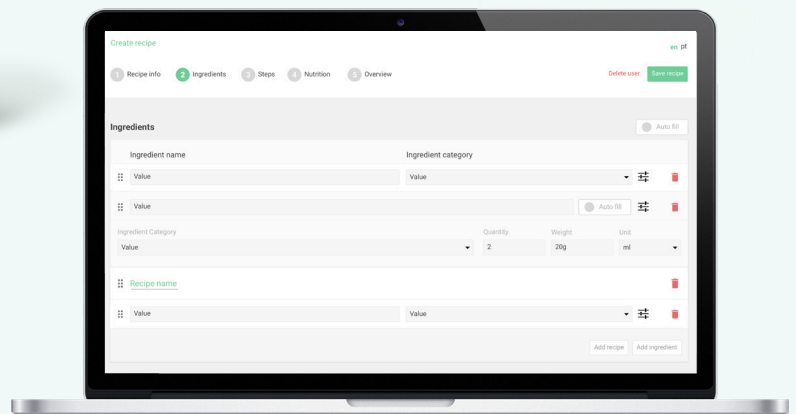 Create recipe
en pt
1 Recipe info 2 Ingredients 3 Steps 4 Nutrition 5 Overview Delete user Save recipe
Ingredients Auto fill
Ingredient name Ingredient category
Value Value
Value Auto fill
Ingredient Category Quantity Weight Unit
Value 2 20g ml
Recipe name
Value Value
Add recipe Add ingredient